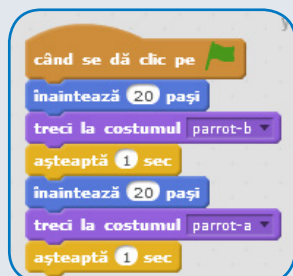 când se dă clic pe
înaintează 20 pași
treci la costumul parrot-b
așteaptă 1 sec
înaintează 20 pași
treci la costumul parrot-a
așteaptă 1 sec